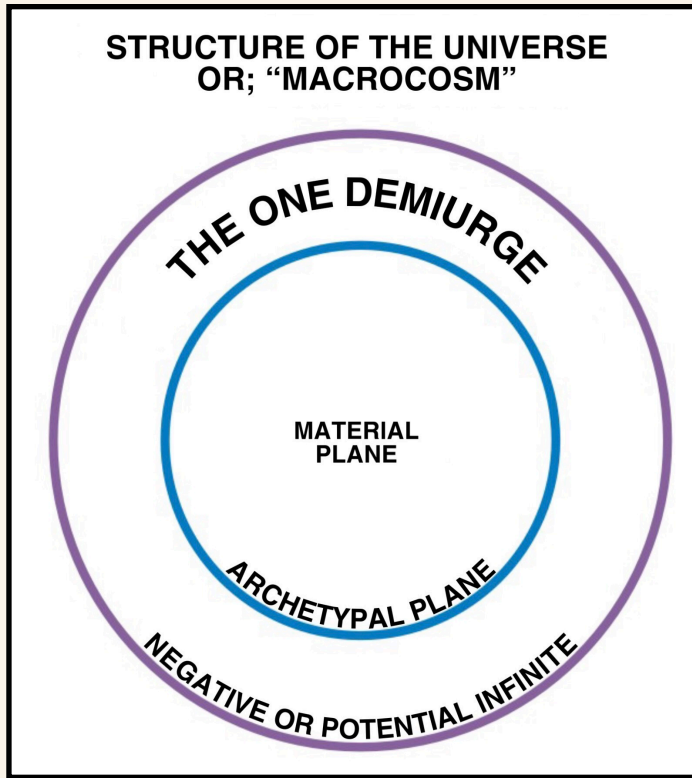 STRUCTURE OF THE UNIVERSE
OR; “MACROCOSM”
THE ONE DEMIURGE
MATERIAL
PLANE
ARCHETYPAL PLANE
NEGATIVE OR POTENTIAL INFINITE